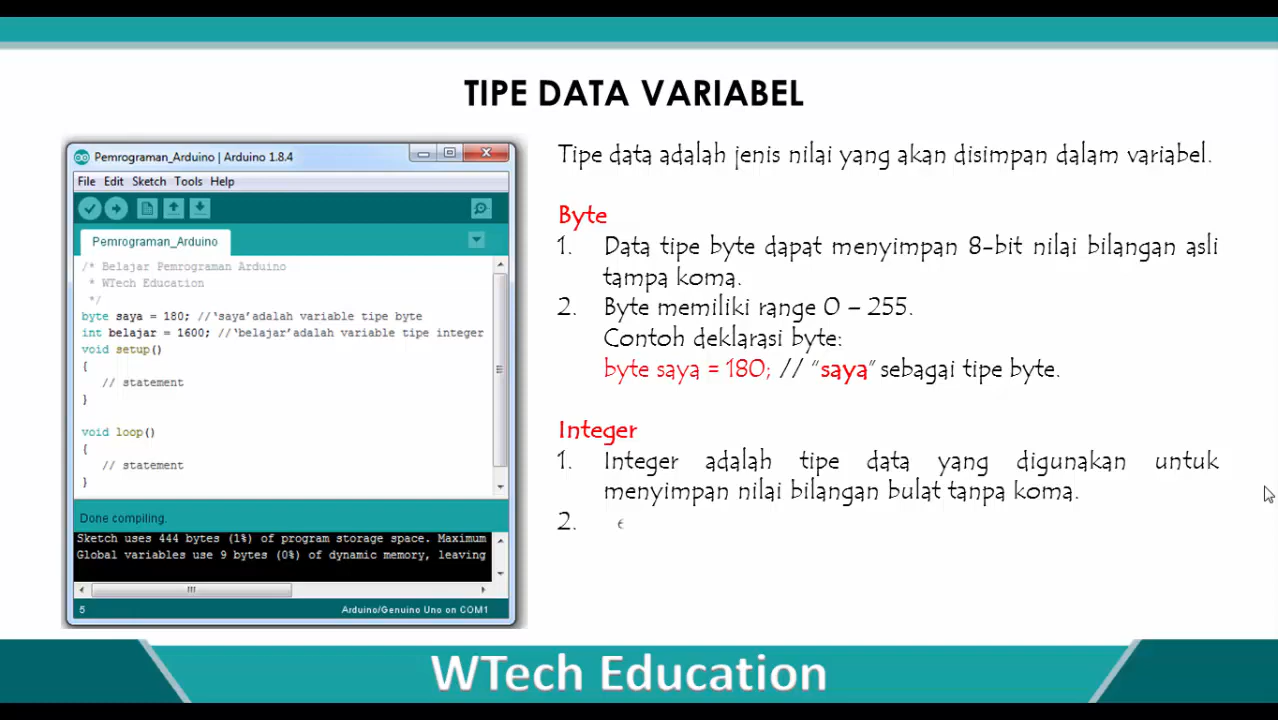 TIPE DATA VARIABEL
Pemrograman_Arduino | Arduino 1.8.4
File Edit Sketch Tools Help
Pemrograman_Arduino
/* Belajar Pemrograman Arduino
* WTech Education
*/
byte saya = 180; //‘saya’adalah variable tipe byte
int belajar = 1600; //‘belajar’adalah variable tipe integer
void setup()
{
// statement
}
void loop()
{
// statement
}
Done compiling.
Sketch uses 444 bytes (1%) of program storage space. Maximum
Global variables use 9 bytes (0%) of dynamic memory, leaving
5
Arduino/Genuino Uno on COM1
Tipe data adalah jenis nilai yang akan disimpan dalam variabel.
Byte
1. Data tipe byte dapat menyimpan 8-bit nilai bilangan asli
tampa koma.
2. Byte memiliki range 0 – 255.
Contoh deklarasi byte:
byte saya = 180; // “saya” sebagai tipe byte.
Integer
1. Integer adalah tipe data yang digunakan untuk
menyimpan nilai bilangan bulat tanpa koma.
2.
WTech Education